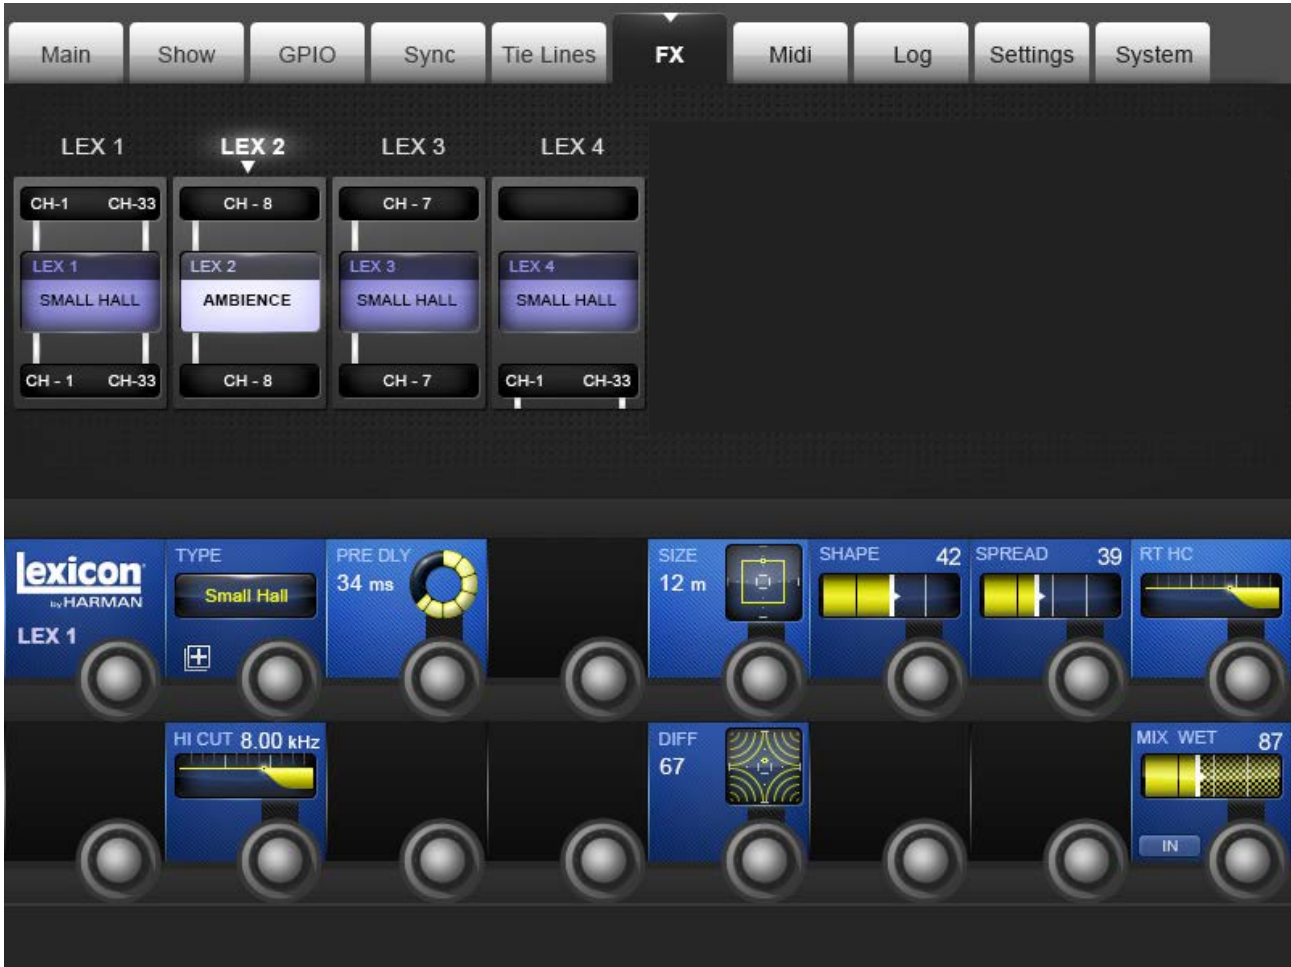 Main Show GPIO Sync Tie Lines FX Midi Log Settings System
LEX 1 LEX 2 LEX 3 LEX 4
CH-1 CH-33 CH - 8 CH - 7
LEX 1 LEX 2 LEX 3 LEX 4
SMALL HALL AMBIENCE SMALL HALL SMALL HALL
CH - 1 CH-33 CH - 8 CH - 7 CH-1 CH-33
lexicon TYPE PRE DLY SIZE SHAPE 42 SPREAD 39 RT HC
by HARMAN Small Hall 34 ms 12 m
LEX 1
HI CUT 8.00 kHz DIFF MIX WET 87
67
IN